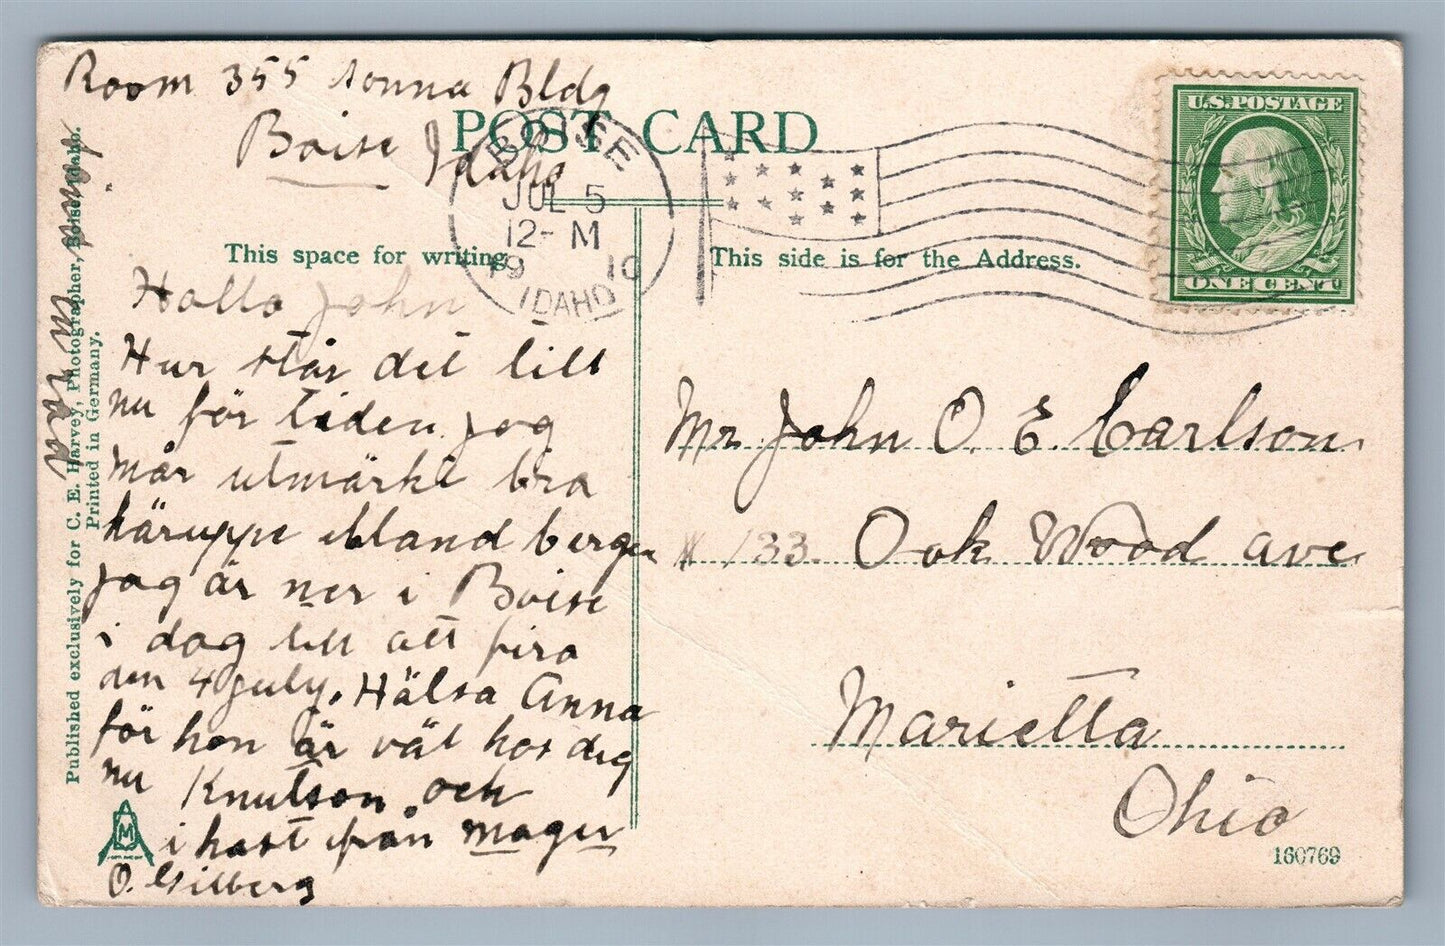 Room 355 Sonna Bldg
Boise Idaho
POST CARD
BOISE
JUL 5
12-M
1910
IDAHO
U.S. POSTAGE
ONE CENT
This space for writing
This side is for the Address.
Hallo John
Hur står det till
nu för tiden. jag
mår utmärkt bra
häruppe ibland bergen
jag är ner i Boise
i dag till att fira
den 4 July. Hälsa Anna
för hon är väl hos dig
nu Knutson. och
i hast från Magu
O. Gilberg
Mr John O. E. Carlson
# 133. Oak Wood ave
Marietta
Ohio
160769
Published exclusively for C. E. Harvey, Photographer, Boise, Idaho.
Printed in Germany.
M